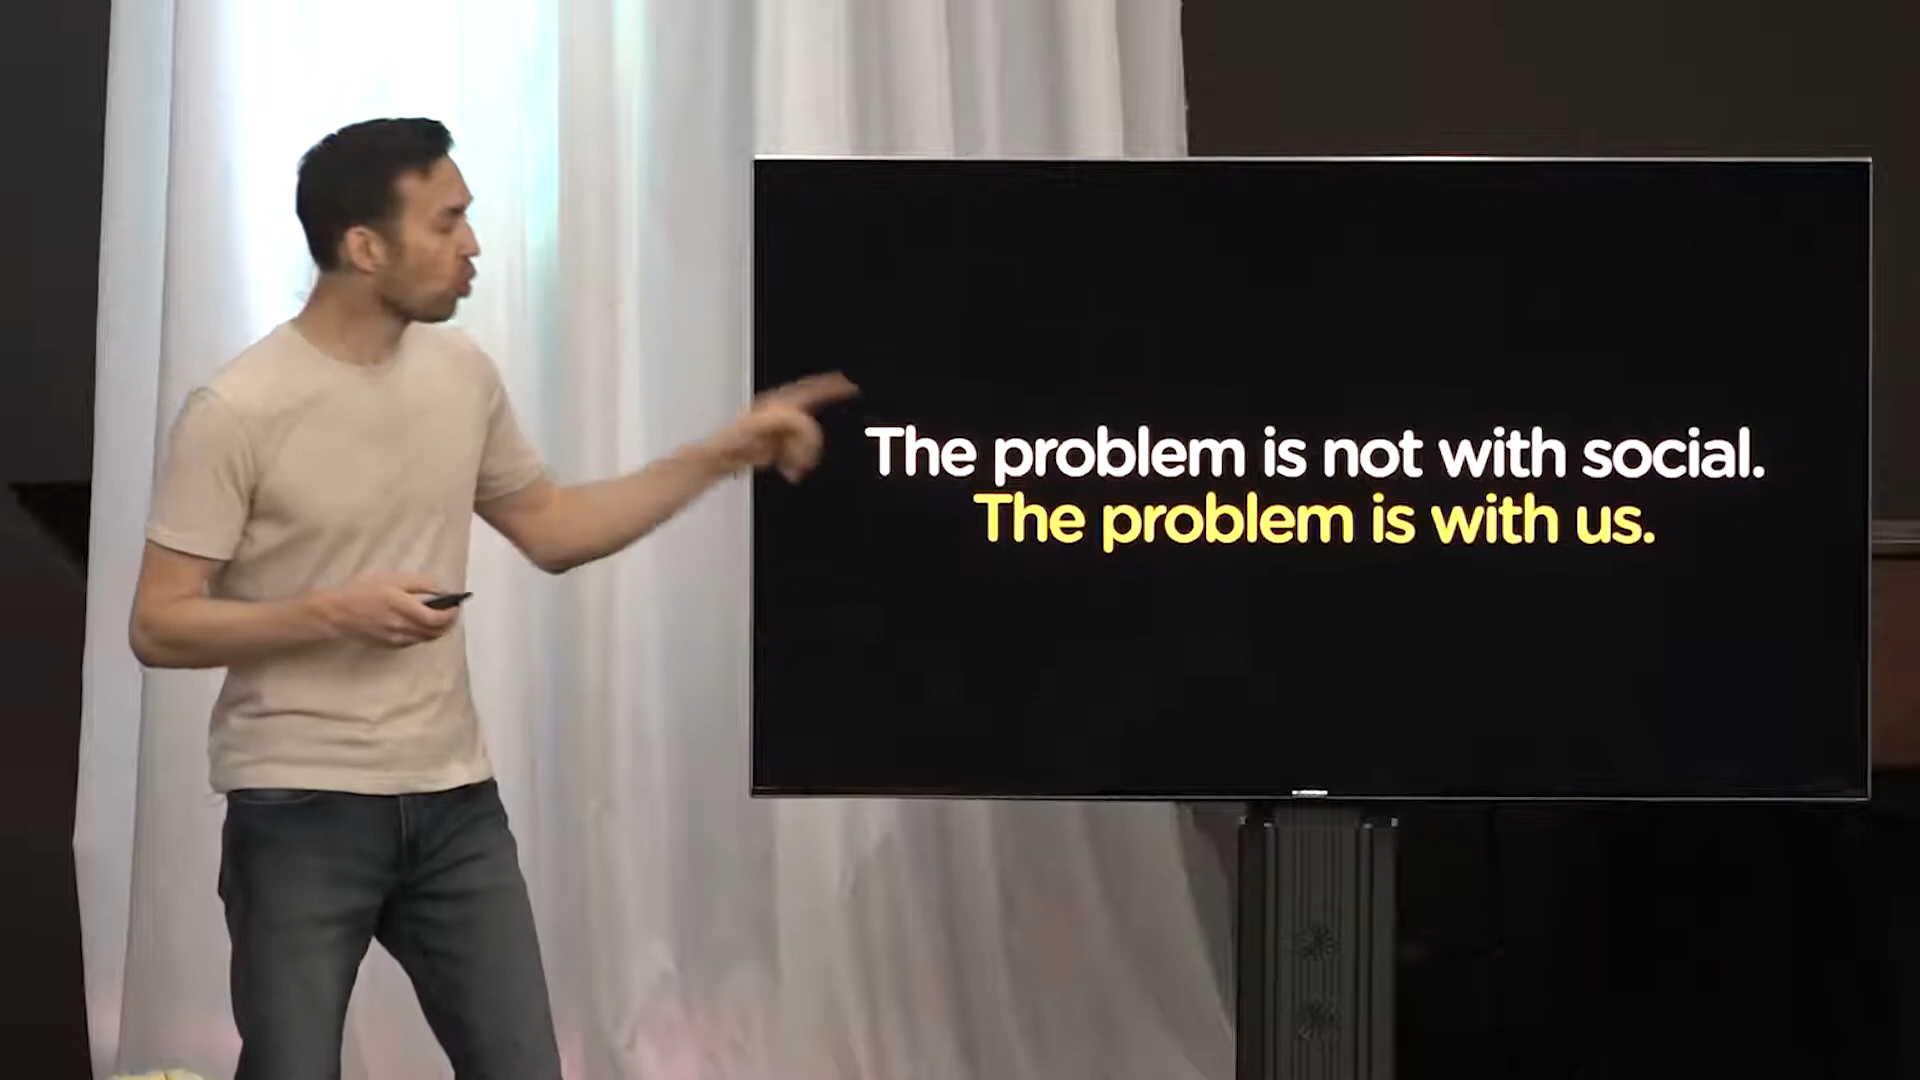 The problem is not with social.
The problem is with us.